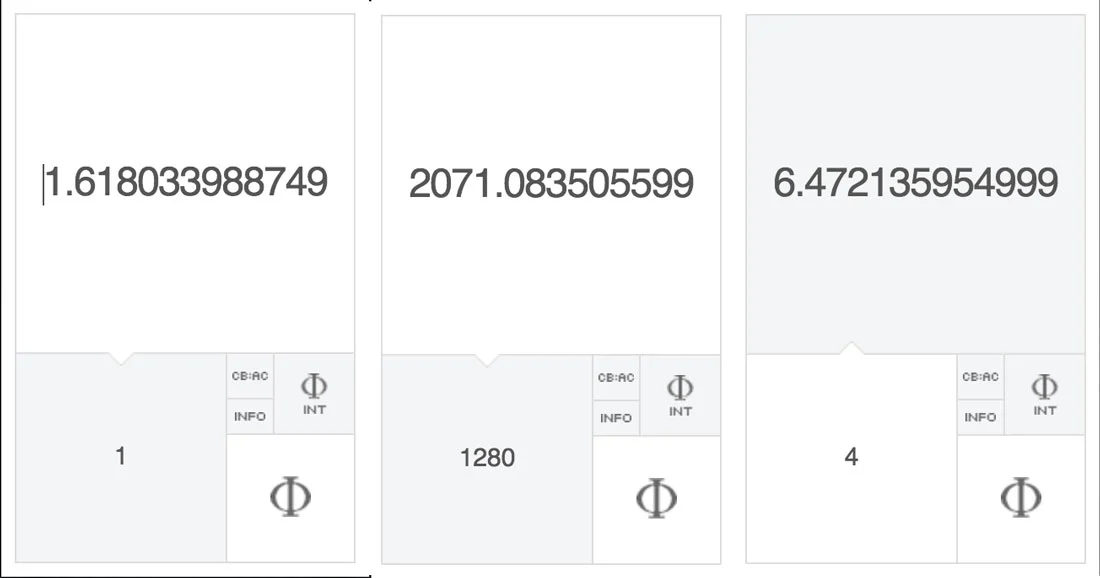 1.618033988749
CB:AC
Φ
INT
INFO
1
Φ
2071.083505599
CB:AC
Φ
INT
INFO
1280
Φ
6.472135954999
CB:AC
Φ
INT
INFO
4
Φ